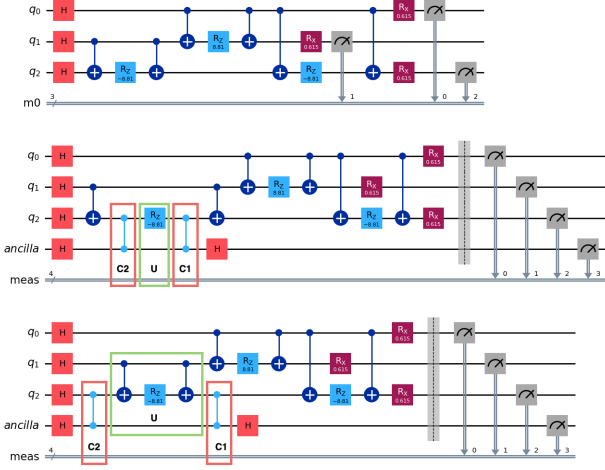 q0 H RX 0.615
q1 H RZ 8.81 RX 0.615
q2 H RZ −8.81 RZ −8.81 RX 0.615
m0 3 1 0 2
q0 H RX 0.615
q1 H RZ 8.81 RX 0.615
q2 H RZ −8.81 RZ −8.81 RX 0.615
ancilla H H
C2 U C1
meas 4 0 1 2 3
q0 H RX 0.615
q1 H RZ 8.81 RX 0.615
q2 H RZ −8.81 RZ −8.81 RX 0.615
ancilla H H
U
C2 C1
meas 4 0 1 2 3